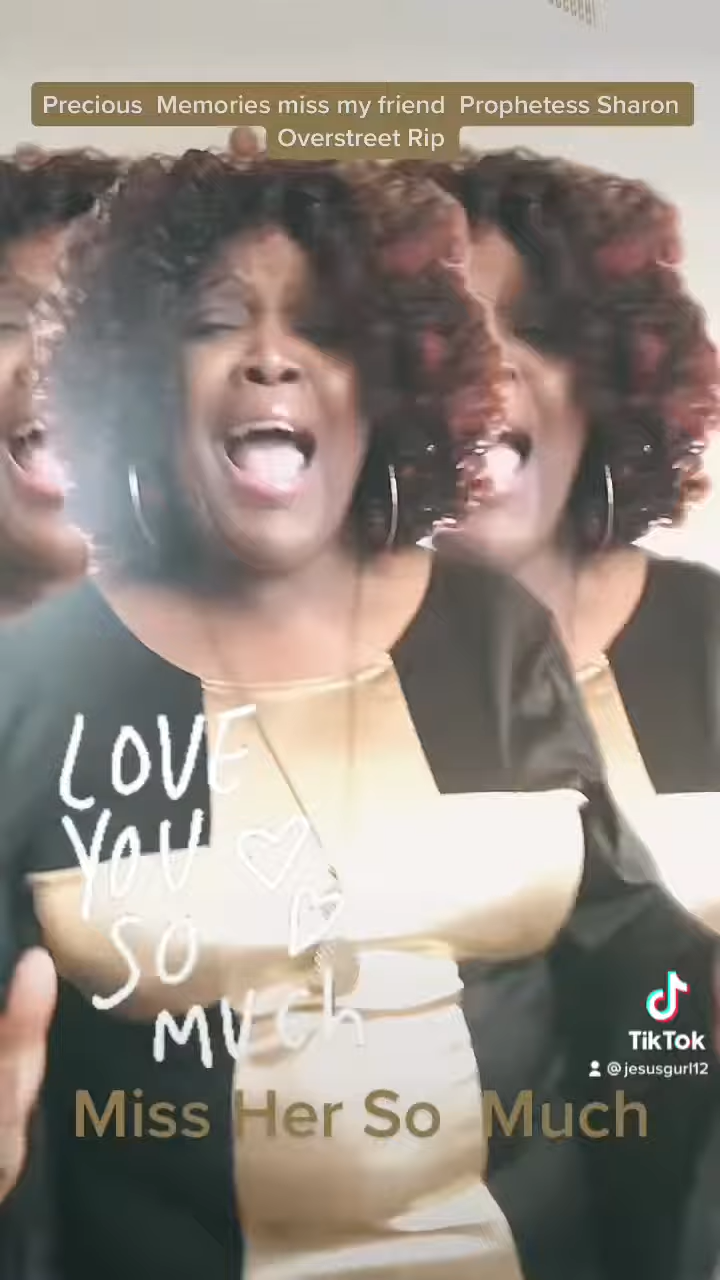 Precious Memories miss my friend Prophetess Sharon
Overstreet Rip
LOVE
YOU
SO
MUCh
TikTok
@jesusgurl12
Miss Her So Much